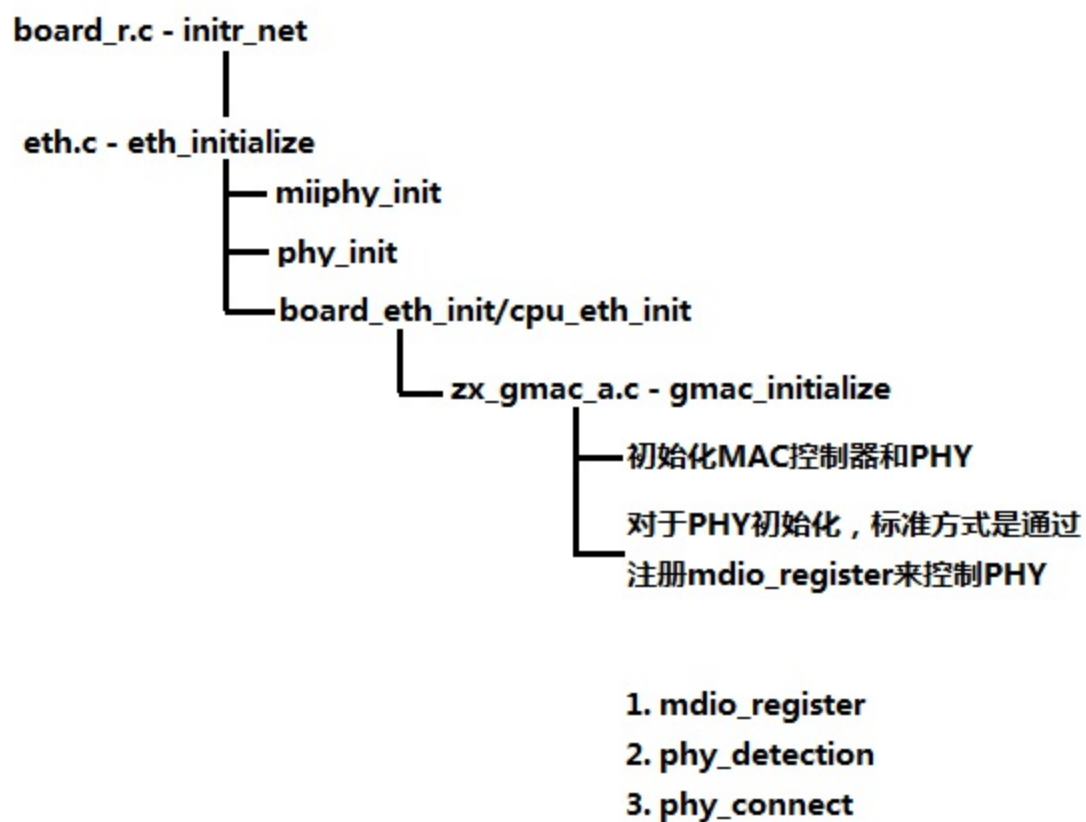 board_r.c - initr_net
eth.c - eth_initialize
miiphy_init
phy_init
board_eth_init/cpu_eth_init
zx_gmac_a.c - gmac_initialize
初始化MAC控制器和PHY
对于PHY初始化，标准方式是通过
注册mdio_register来控制PHY
1. mdio_register
2. phy_detection
3. phy_connect